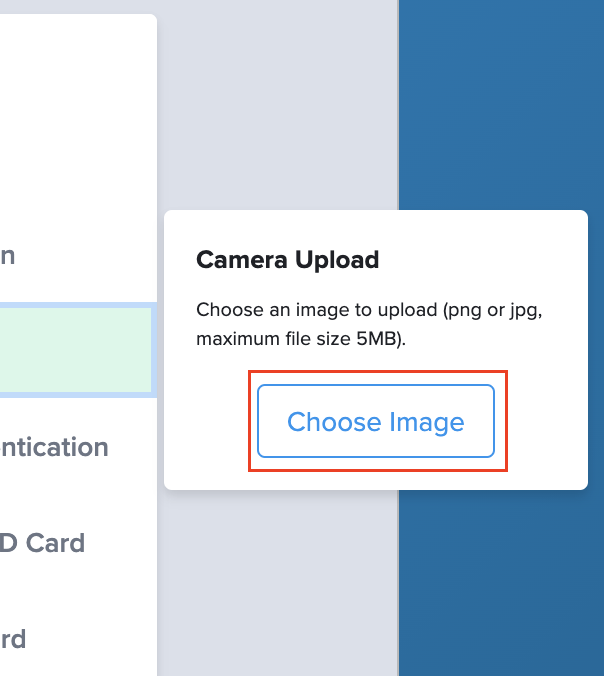 n
Camera Upload
Choose an image to upload (png or jpg,
maximum file size 5MB).
Choose Image
ntication
D Card
rd